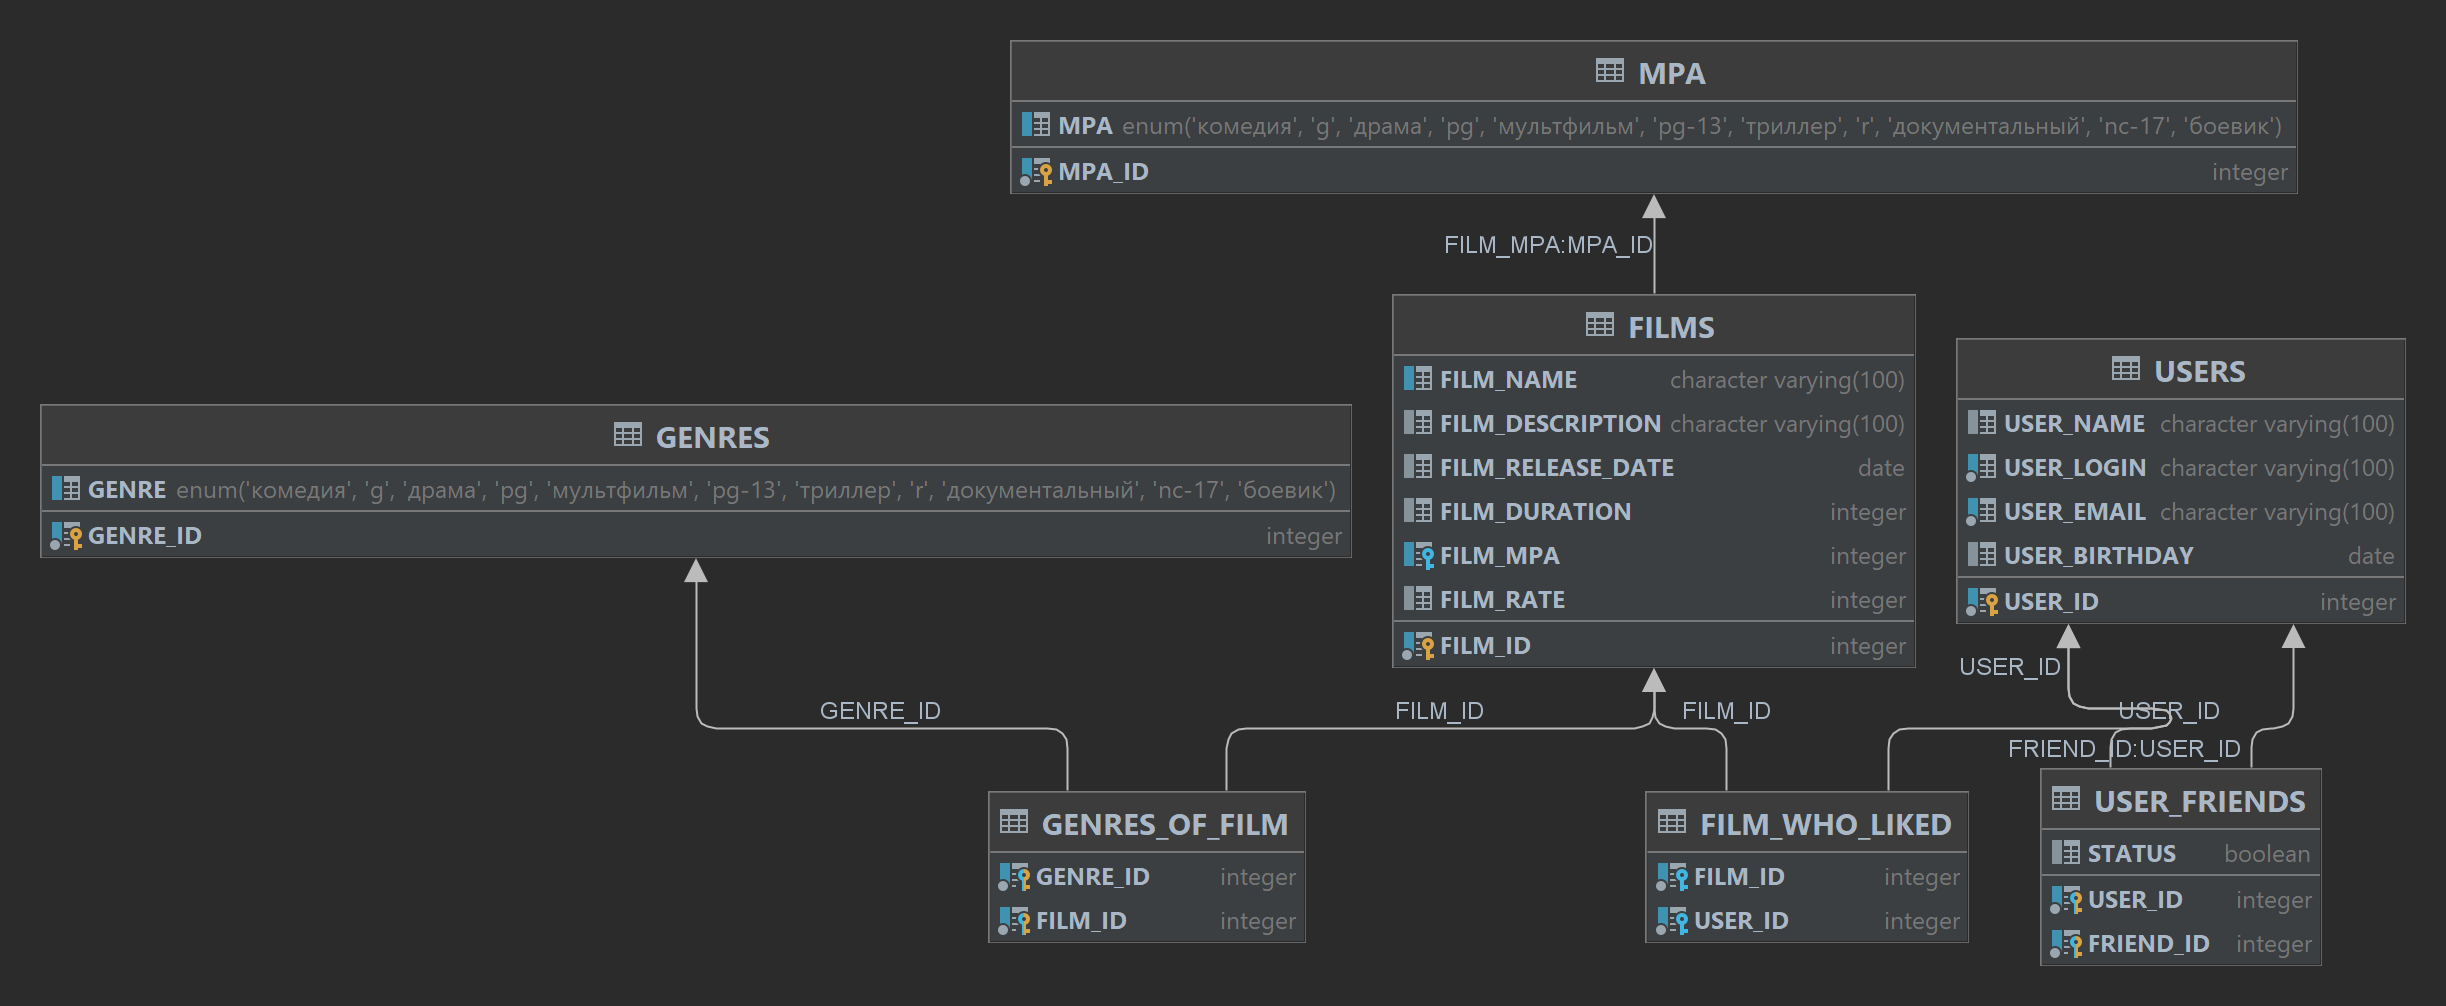 MPA
MPA enum('комедия', 'g', 'драма', 'pg', 'мультфильм', 'pg-13', 'триллер', 'r', 'документальный', 'nc-17', 'боевик')
MPA_ID integer
FILM_MPA:MPA_ID
FILMS
FILM_NAME character varying(100)
FILM_DESCRIPTION character varying(100)
FILM_RELEASE_DATE date
FILM_DURATION integer
FILM_MPA integer
FILM_RATE integer
FILM_ID integer
USERS
USER_NAME character varying(100)
USER_LOGIN character varying(100)
USER_EMAIL character varying(100)
USER_BIRTHDAY date
USER_ID integer
GENRES
GENRE enum('комедия', 'g', 'драма', 'pg', 'мультфильм', 'pg-13', 'триллер', 'r', 'документальный', 'nc-17', 'боевик')
GENRE_ID integer
USER_ID
GENRE_ID
FILM_ID
FILM_ID
USER_ID
FRIEND_ID:USER_ID
GENRES_OF_FILM
GENRE_ID integer
FILM_ID integer
FILM_WHO_LIKED
FILM_ID integer
USER_ID integer
USER_FRIENDS
STATUS boolean
USER_ID integer
FRIEND_ID integer